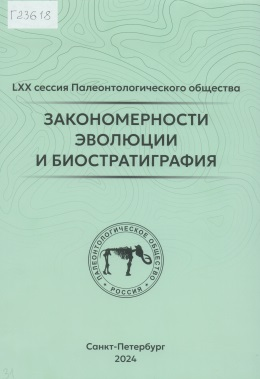 Г23618
LXX сессия Палеонтологического общества
ЗАКОНОМЕРНОСТИ
ЭВОЛЮЦИИ
И БИОСТРАТИГРАФИЯ
ПАЛЕОНТОЛОГИЧЕСКОЕ ОБЩЕСТВО
РОССИЯ
Санкт-Петербург
2024